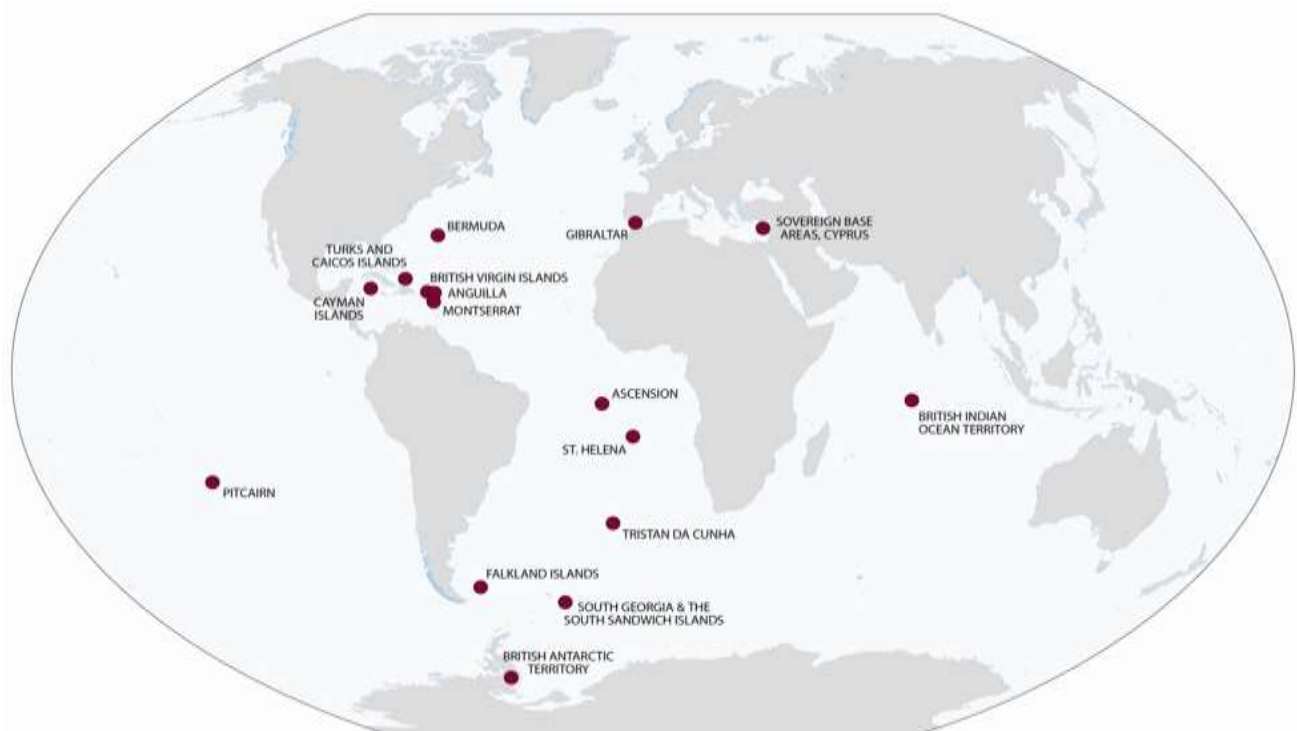 BERMUDA
GIBRALTAR
SOVEREIGN BASE
AREAS, CYPRUS
TURKS AND
CAICOS ISLANDS
BRITISH VIRGIN ISLANDS
ANGUILLA
CAYMAN
ISLANDS
MONTSERRAT
ASCENSION
BRITISH INDIAN
OCEAN TERRITORY
ST. HELENA
PITCAIRN
TRISTAN DA CUNHA
FALKLAND ISLANDS
SOUTH GEORGIA & THE
SOUTH SANDWICH ISLANDS
BRITISH ANTARCTIC
TERRITORY